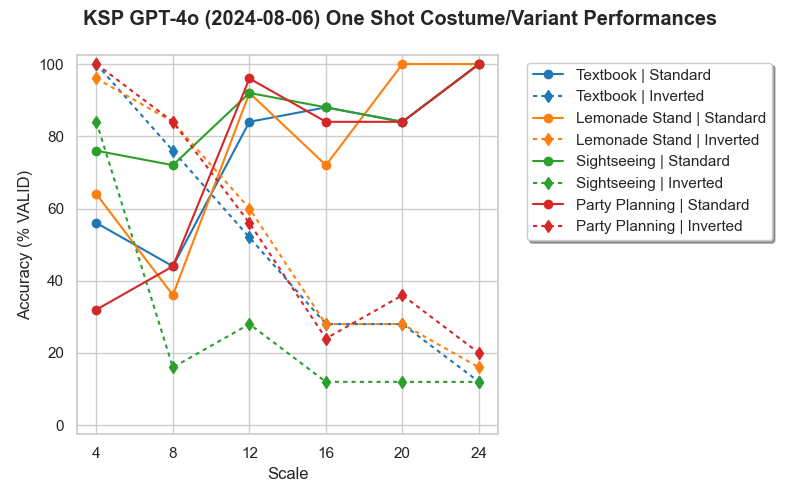 KSP GPT-4o (2024-08-06) One Shot Costume/Variant Performances
100
80
60
40
20
0
Accuracy (% VALID)
4 8 12 16 20 24
Scale
Textbook | Standard
Textbook | Inverted
Lemonade Stand | Standard
Lemonade Stand | Inverted
Sightseeing | Standard
Sightseeing | Inverted
Party Planning | Standard
Party Planning | Inverted